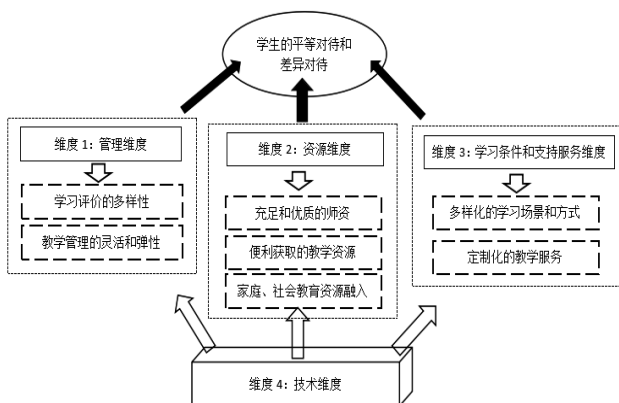 学生的平等对待和
差异对待
维度 1：管理维度
学习评价的多样性
教学管理的灵活和弹性
维度 2：资源维度
充足和优质的师资
便利获取的教学资源
家庭、社会教育资源融入
维度 3：学习条件和支持服务维度
多样化的学习场景和方式
定制化的教学服务
维度 4：技术维度